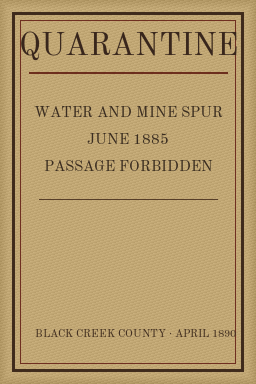 QUARANTINE
WATER AND MINE SPUR
JUNE 1885
PASSAGE FORBIDDEN
BLACK CREEK COUNTY · APRIL 1890